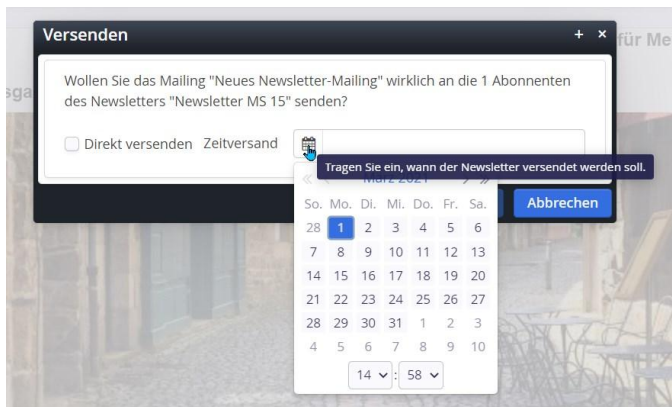 Versenden
+ ×
für Me
Wollen Sie das Mailing "Neues Newsletter-Mailing" wirklich an die 1 Abonnenten
des Newsletters "Newsletter MS 15" senden?
Direkt versenden Zeitversand
Tragen Sie ein, wann der Newsletter versendet werden soll.
März 2021
So. Mo. Di. Mi. Do. Fr. Sa.
28 1 2 3 4 5 6
7 8 9 10 11 12 13
14 15 16 17 18 19 20
21 22 23 24 25 26 27
28 29 30 31 1 2 3
4 5 6 7 8 9 10
14 : 58
Abbrechen